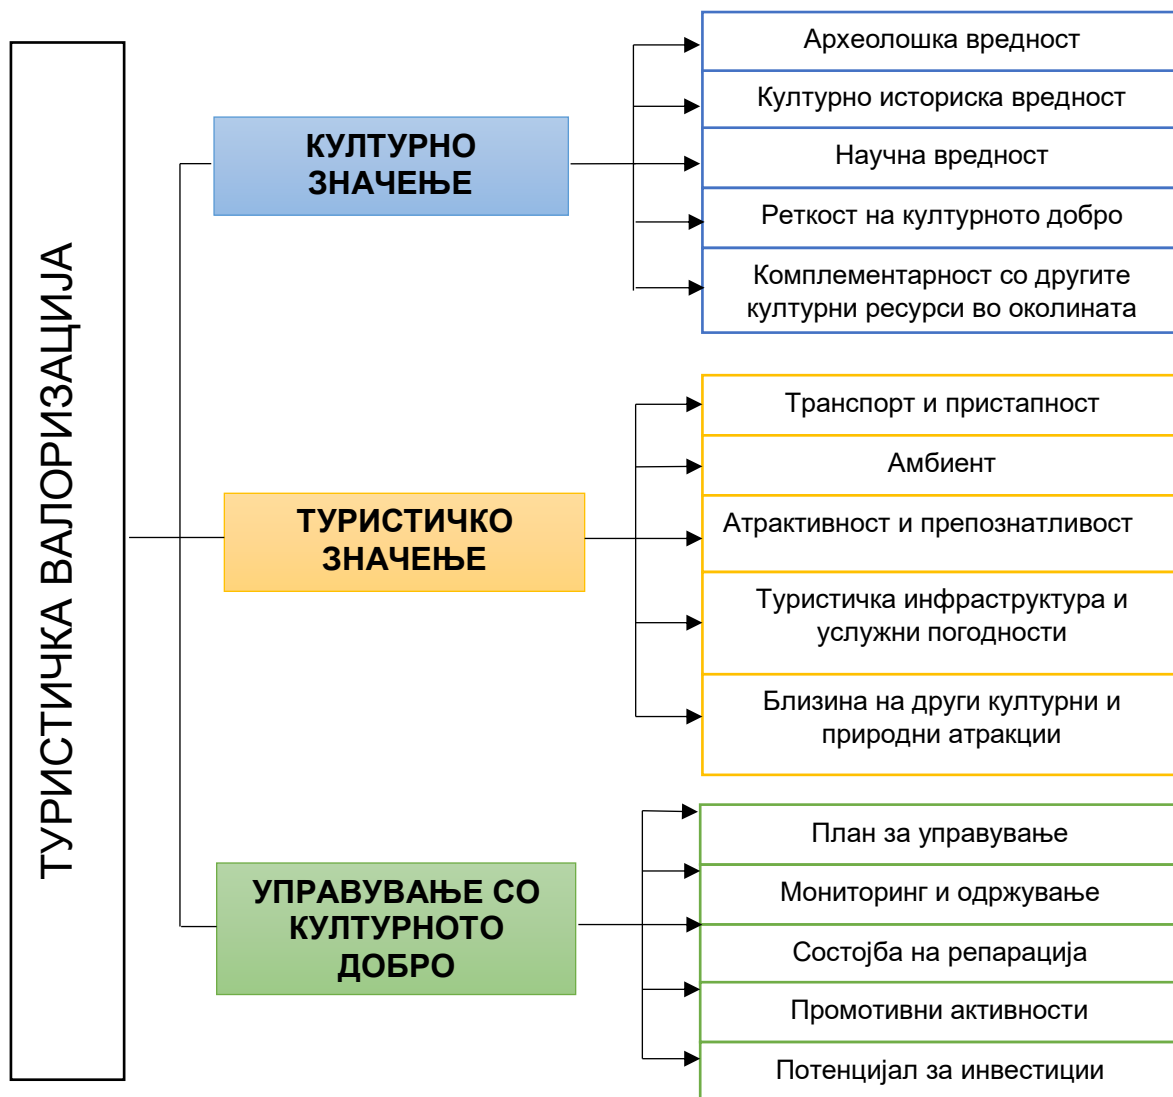 ТУРИСТИЧКА ВАЛОРИЗАЦИЈА
КУЛТУРНО
ЗНАЧЕЊЕ
Археолошка вредност
Културно историска вредност
Научна вредност
Реткост на културното добро
Комплементарност со другите
културни ресурси во околината
ТУРИСТИЧКО
ЗНАЧЕЊЕ
Транспорт и пристапност
Амбиент
Атрактивност и препознатливост
Туристичка инфраструктура и
услужни погодности
Близина на други културни и
природни атракции
УПРАВУВАЊЕ СО
КУЛТУРНОТО
ДОБРО
План за управување
Мониторинг и одржување
Состојба на репарација
Промотивни активности
Потенцијал за инвестиции